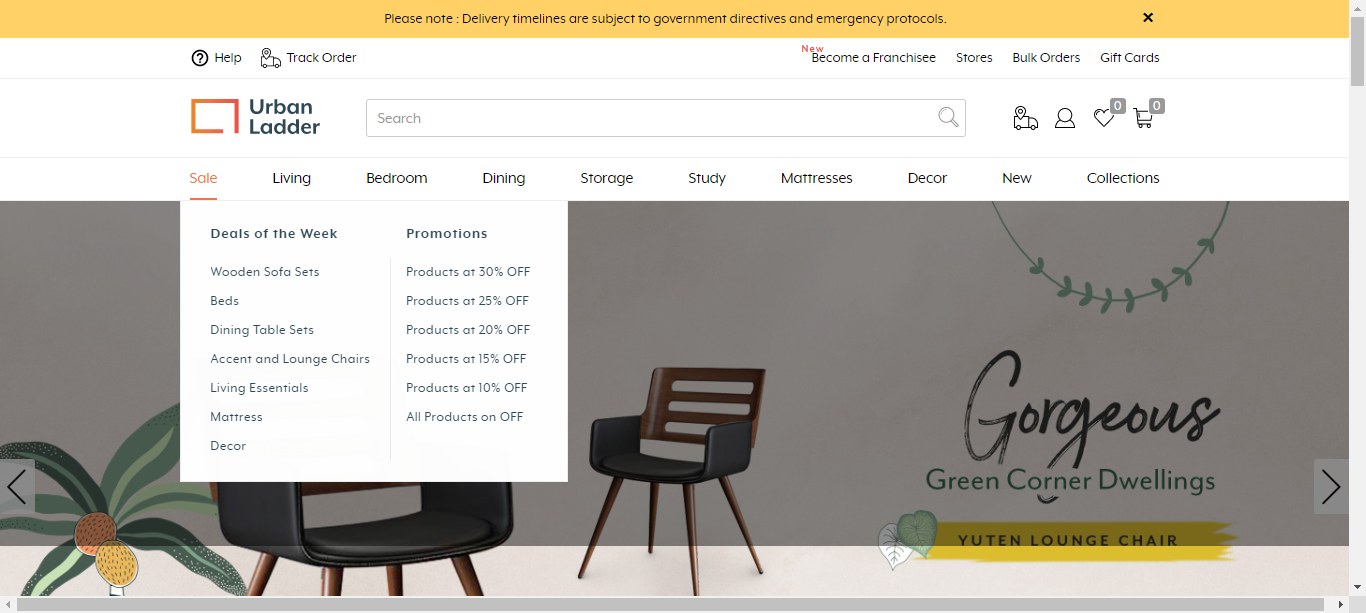 Please note : Delivery timelines are subject to government directives and emergency protocols.
Help
Track Order
New
Become a Franchisee
Stores
Bulk Orders
Gift Cards
Urban
Ladder
Search
0
0
Sale
Living
Bedroom
Dining
Storage
Study
Mattresses
Decor
New
Collections
Deals of the Week
Wooden Sofa Sets
Beds
Dining Table Sets
Accent and Lounge Chairs
Living Essentials
Mattress
Decor
Promotions
Products at 30% OFF
Products at 25% OFF
Products at 20% OFF
Products at 15% OFF
Products at 10% OFF
All Products on OFF
Gorgeous
Green Corner Dwellings
YUTEN LOUNGE CHAIR